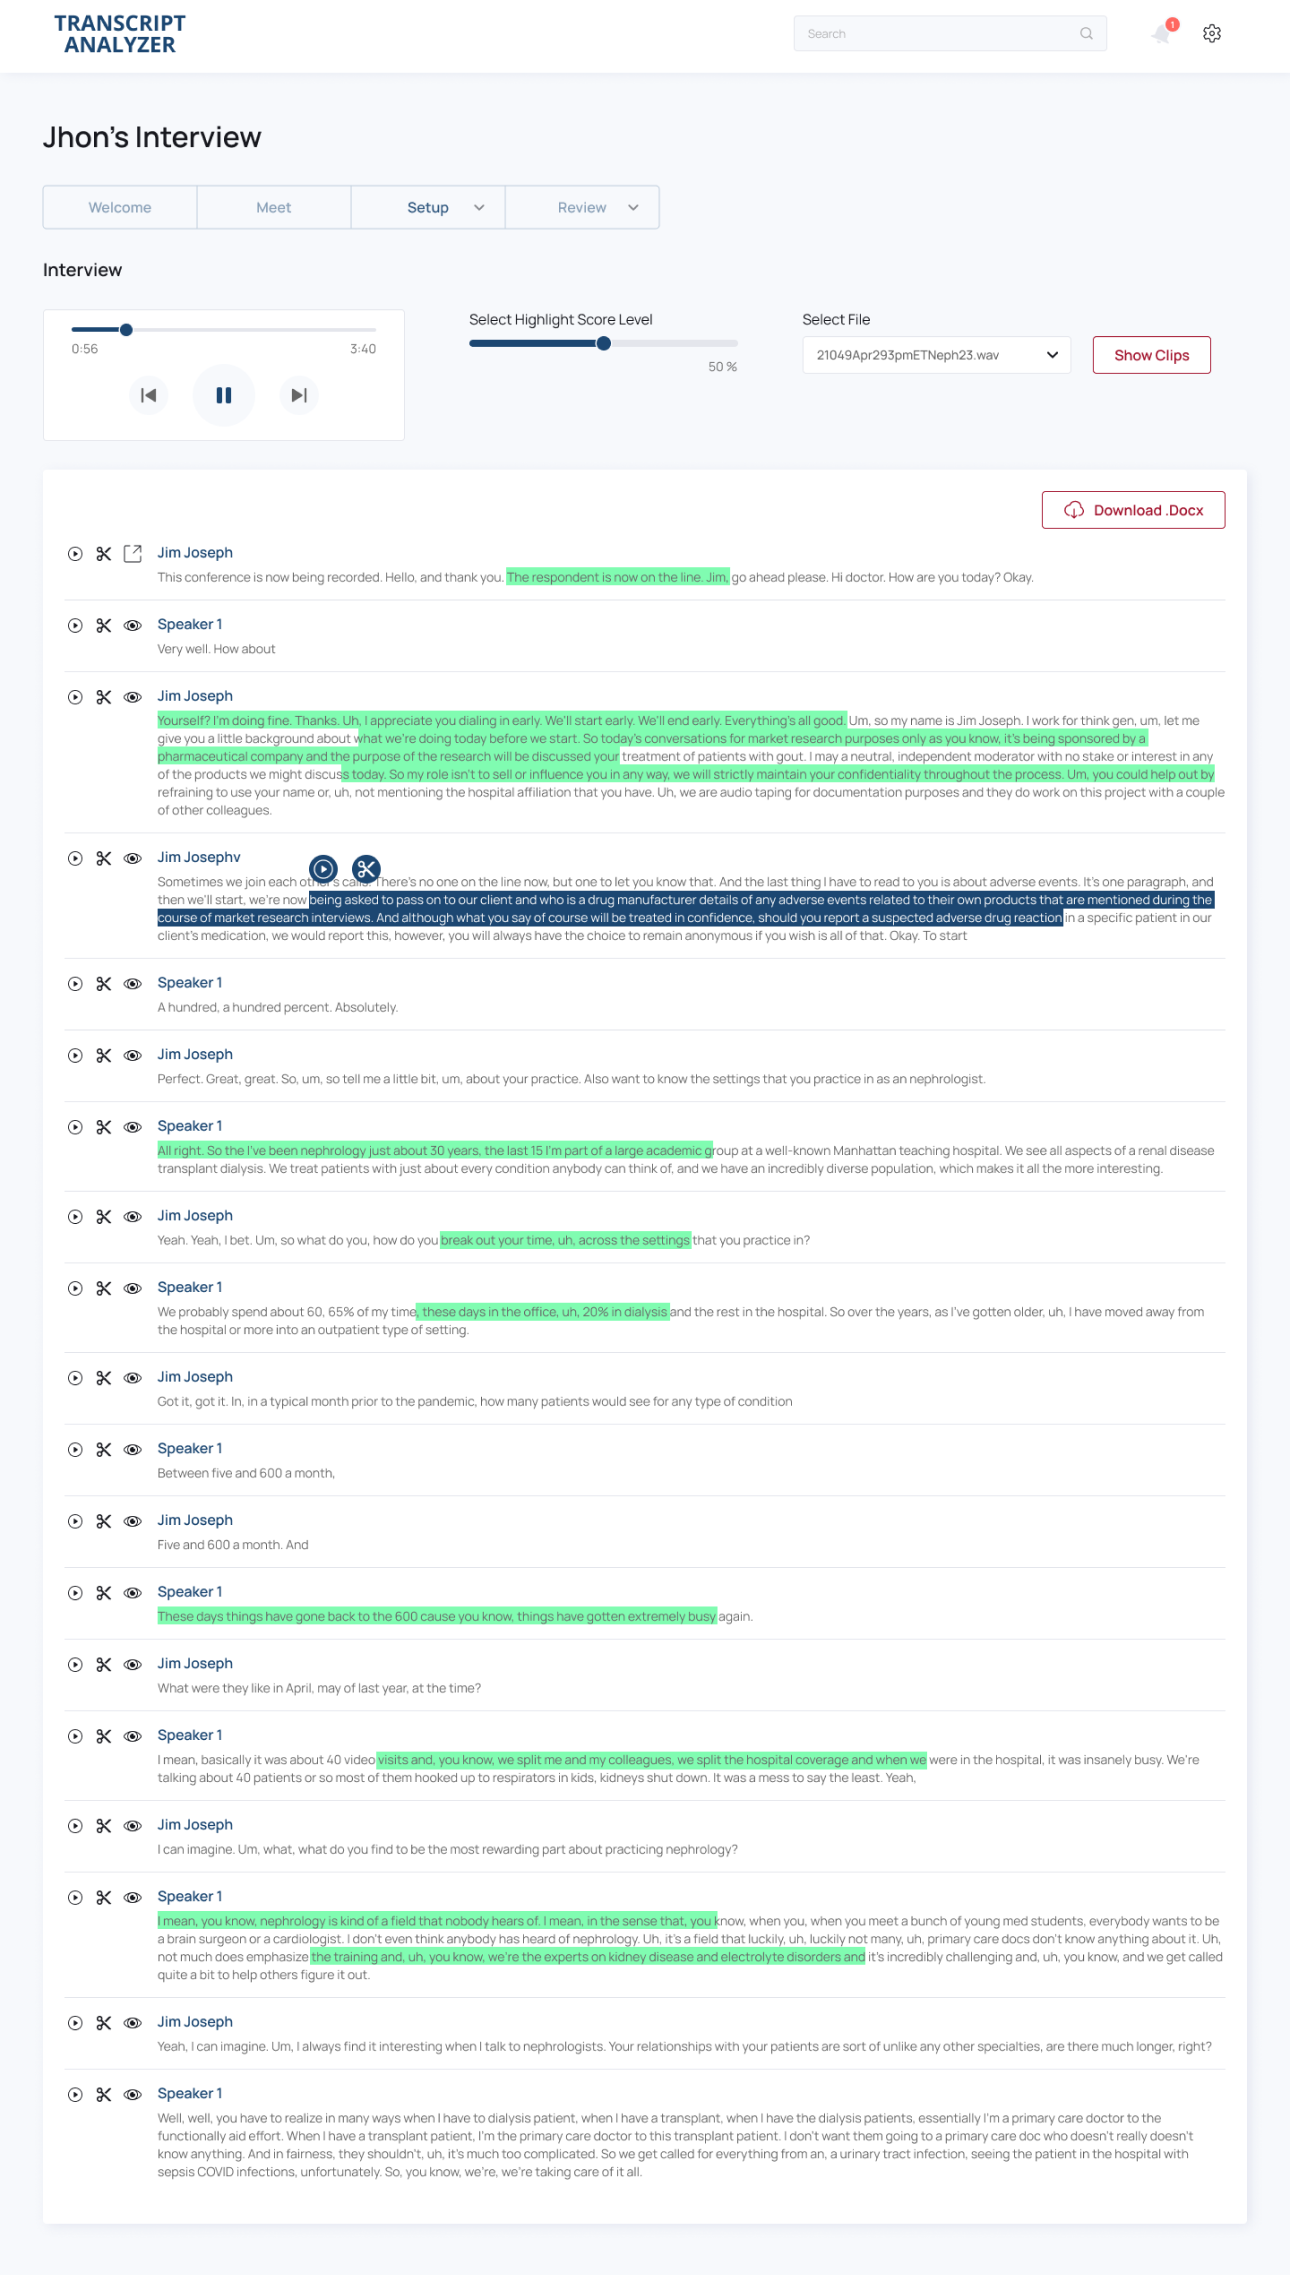 TRANSCRIPT
ANALYZER
Search
1
Jhon's Interview
Welcome
Meet
Setup
Review
Interview
0:56
3:40
Select Highlight Score Level
50 %
Select File
21049Apr293pmETNeph23.wav
Show Clips
Download .Docx
Jim Joseph
This conference is now being recorded. Hello, and thank you. The respondent is now on the line. Jim, go ahead please. Hi doctor. How are you today? Okay.
Speaker 1
Very well. How about
Jim Joseph
Yourself? I'm doing fine. Thanks. Uh, I appreciate you dialing in early. We'll start early. We'll end early. Everything's all good. Um, so my name is Jim Joseph. I work for think gen, um, let me
give you a little background about what we're doing today before we start. So today's conversations for market research purposes only as you know, it's being sponsored by a
pharmaceutical company and the purpose of the research will be discussed your treatment of patients with gout. I may a neutral, independent moderator with no stake or interest in any
of the products we might discuss today. So my role isn't to sell or influence you in any way, we will strictly maintain your confidentiality throughout the process. Um, you could help out by
refraining to use your name or, uh, not mentioning the hospital affiliation that you have. Uh, we are audio taping for documentation purposes and they do work on this project with a couple
of other colleagues.
Jim Josephv
Sometimes we join each other's calls. There's no one on the line now, but one to let you know that. And the last thing I have to read to you is about adverse events. It's one paragraph, and
then we'll start, we're now being asked to pass on to our client and who is a drug manufacturer details of any adverse events related to their own products that are mentioned during the
course of market research interviews. And although what you say of course will be treated in confidence, should you report a suspected adverse drug reaction in a specific patient in our
client's medication, we would report this, however, you will always have the choice to remain anonymous if you wish is all of that. Okay. To start
Speaker 1
A hundred, a hundred percent. Absolutely.
Jim Joseph
Perfect. Great, great. So, um, so tell me a little bit, um, about your practice. Also want to know the settings that you practice in as an nephrologist.
Speaker 1
All right. So the I've been nephrology just about 30 years, the last 15 I'm part of a large academic group at a well-known Manhattan teaching hospital. We see all aspects of a renal disease
transplant dialysis. We treat patients with just about every condition anybody can think of, and we have an incredibly diverse population, which makes it all the more interesting.
Jim Joseph
Yeah. Yeah, I bet. Um, so what do you, how do you break out your time, uh, across the settings that you practice in?
Speaker 1
We probably spend about 60, 65% of my time, these days in the office, uh, 20% in dialysis and the rest in the hospital. So over the years, as I've gotten older, uh, I have moved away from
the hospital or more into an outpatient type of setting.
Jim Joseph
Got it, got it. In, in a typical month prior to the pandemic, how many patients would see for any type of condition
Speaker 1
Between five and 600 a month,
Jim Joseph
Five and 600 a month. And
Speaker 1
These days things have gone back to the 600 cause you know, things have gotten extremely busy again.
Jim Joseph
What were they like in April, may of last year, at the time?
Speaker 1
I mean, basically it was about 40 video visits and, you know, we split me and my colleagues, we split the hospital coverage and when we were in the hospital, it was insanely busy. We're
talking about 40 patients or so most of them hooked up to respirators in kids, kidneys shut down. It was a mess to say the least. Yeah,
Jim Joseph
I can imagine. Um, what, what do you find to be the most rewarding part about practicing nephrology?
Speaker 1
I mean, you know, nephrology is kind of a field that nobody hears of. I mean, in the sense that, you know, when you, when you meet a bunch of young med students, everybody wants to be
a brain surgeon or a cardiologist. I don't even think anybody has heard of nephrology. Uh, it's a field that luckily, uh, luckily not many, uh, primary care docs don't know anything about it. Uh,
not much does emphasize the training and, uh, you know, we're the experts on kidney disease and electrolyte disorders and it's incredibly challenging and, uh, you know, and we get called
quite a bit to help others figure it out.
Jim Joseph
Yeah, I can imagine. Um, I always find it interesting when I talk to nephrologists. Your relationships with your patients are sort of unlike any other specialties, are there much longer, right?
Speaker 1
Well, well, you have to realize in many ways when I have to dialysis patient, when I have a transplant, when I have the dialysis patients, essentially I'm a primary care doctor to the
functionally aid effort. When I have a transplant patient, I'm the primary care doctor to this transplant patient. I don't want them going to a primary care doc who doesn't really doesn't
know anything. And in fairness, they shouldn't, uh, it's much too complicated. So we get called for everything from an, a urinary tract infection, seeing the patient in the hospital with
sepsis COVID infections, unfortunately. So, you know, we're, we're taking care of it all.